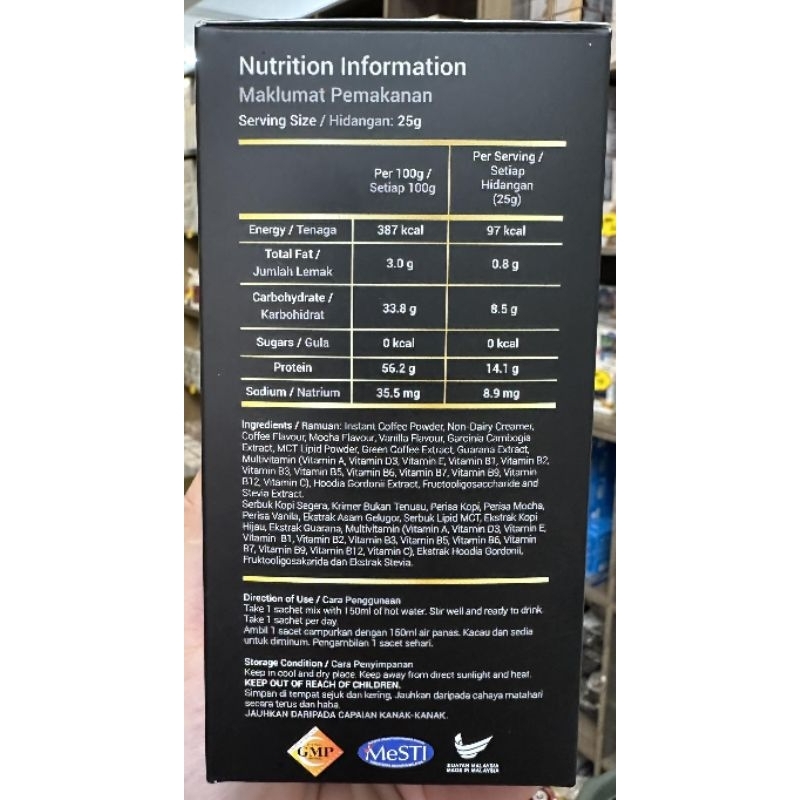 Nutrition Information
Maklumat Pemakanan
Serving Size / Hidangan: 25g
Per 100g / Setiap 100g
Per Serving / Setiap Hidangan (25g)
Energy / Tenaga 387 kcal 97 kcal
Total Fat / Jumlah Lemak 3.0 g 0.8 g
Carbohydrate / Karbohidrat 33.8 g 8.5 g
Sugars / Gula 0 kcal 0 kcal
Protein 56.2 g 14.1 g
Sodium / Natrium 35.5 mg 8.9 mg
Ingredients / Ramuan: Instant Coffee Powder, Non-Dairy Creamer,
Coffee Flavour, Mocha Flavour, Vanilla Flavour, Garcinia Cambogia
Extract, MCT Lipid Powder, Green Coffee Extract, Guarana Extract,
Multivitamin (Vitamin A, Vitamin D3, Vitamin E, Vitamin B1, Vitamin B2,
Vitamin B3, Vitamin B5, Vitamin B6, Vitamin B7, Vitamin B9, Vitamin
B12, Vitamin C), Hoodia Gordonii Extract, Fructooligosaccharide and
Stevia Extract.
Serbuk Kopi Segera, Krimer Bukan Tenusu, Perisa Kopi, Perisa Mocha,
Perisa Vanila, Ekstrak Asam Gelugor, Serbuk Lipid MCT, Ekstrak Kopi
Hijau, Ekstrak Guarana, Multivitamin (Vitamin A, Vitamin D3, Vitamin E,
Vitamin B1, Vitamin B2, Vitamin B3, Vitamin B5, Vitamin B6, Vitamin
B7, Vitamin B9, Vitamin B12, Vitamin C), Ekstrak Hoodia Gordonii,
Fruktooligosakarida dan Ekstrak Stevia.
Direction of Use / Cara Penggunaan
Take 1 sachet mix with 150ml of hot water. Stir well and ready to drink.
Take 1 sachet per day.
Ambil 1 sacet campurkan dengan 150ml air panas. Kacau dan sedia
untuk diminum. Pengambilan 1 sacet sehari.
Storage Condition / Cara Penyimpanan
Keep in cool and dry place. Keep away from direct sunlight and heat.
KEEP OUT OF REACH OF CHILDREN.
Simpan di tempat sejuk dan kering, Jauhkan daripada cahaya matahari
secara terus dan haba.
JAUHKAN DARIPADA CAPAIAN KANAK-KANAK.
GMP
MeSTI
BUATAN MALAYSIA
MADE IN MALAYSIA